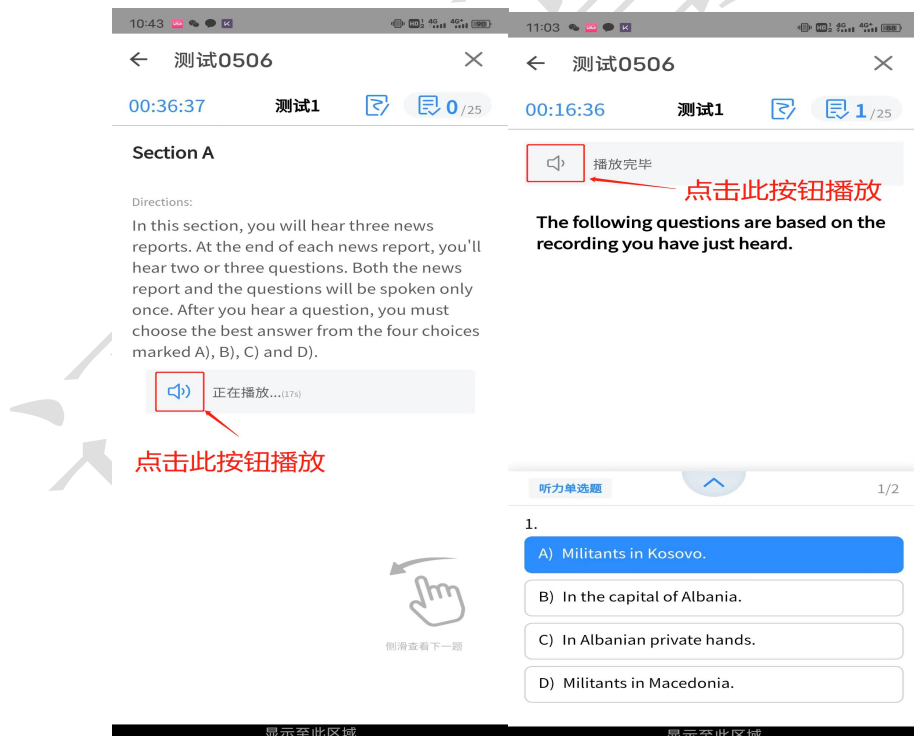 10:43
测试0506
00:36:37
测试1
0/25
Section A
Directions:
In this section, you will hear three news
reports. At the end of each news report, you'll
hear two or three questions. Both the news
report and the questions will be spoken only
once. After you hear a question, you must
choose the best answer from the four choices
marked A), B), C) and D).
正在播放...(17s)
点击此按钮播放
侧滑查看下一题
显示至此区域
11:03
测试0506
00:16:36
测试1
1/25
播放完毕
点击此按钮播放
The following questions are based on the
recording you have just heard.
听力单选题
1/2
1.
A) Militants in Kosovo.
B) In the capital of Albania.
C) In Albanian private hands.
D) Militants in Macedonia.
显示至此区域